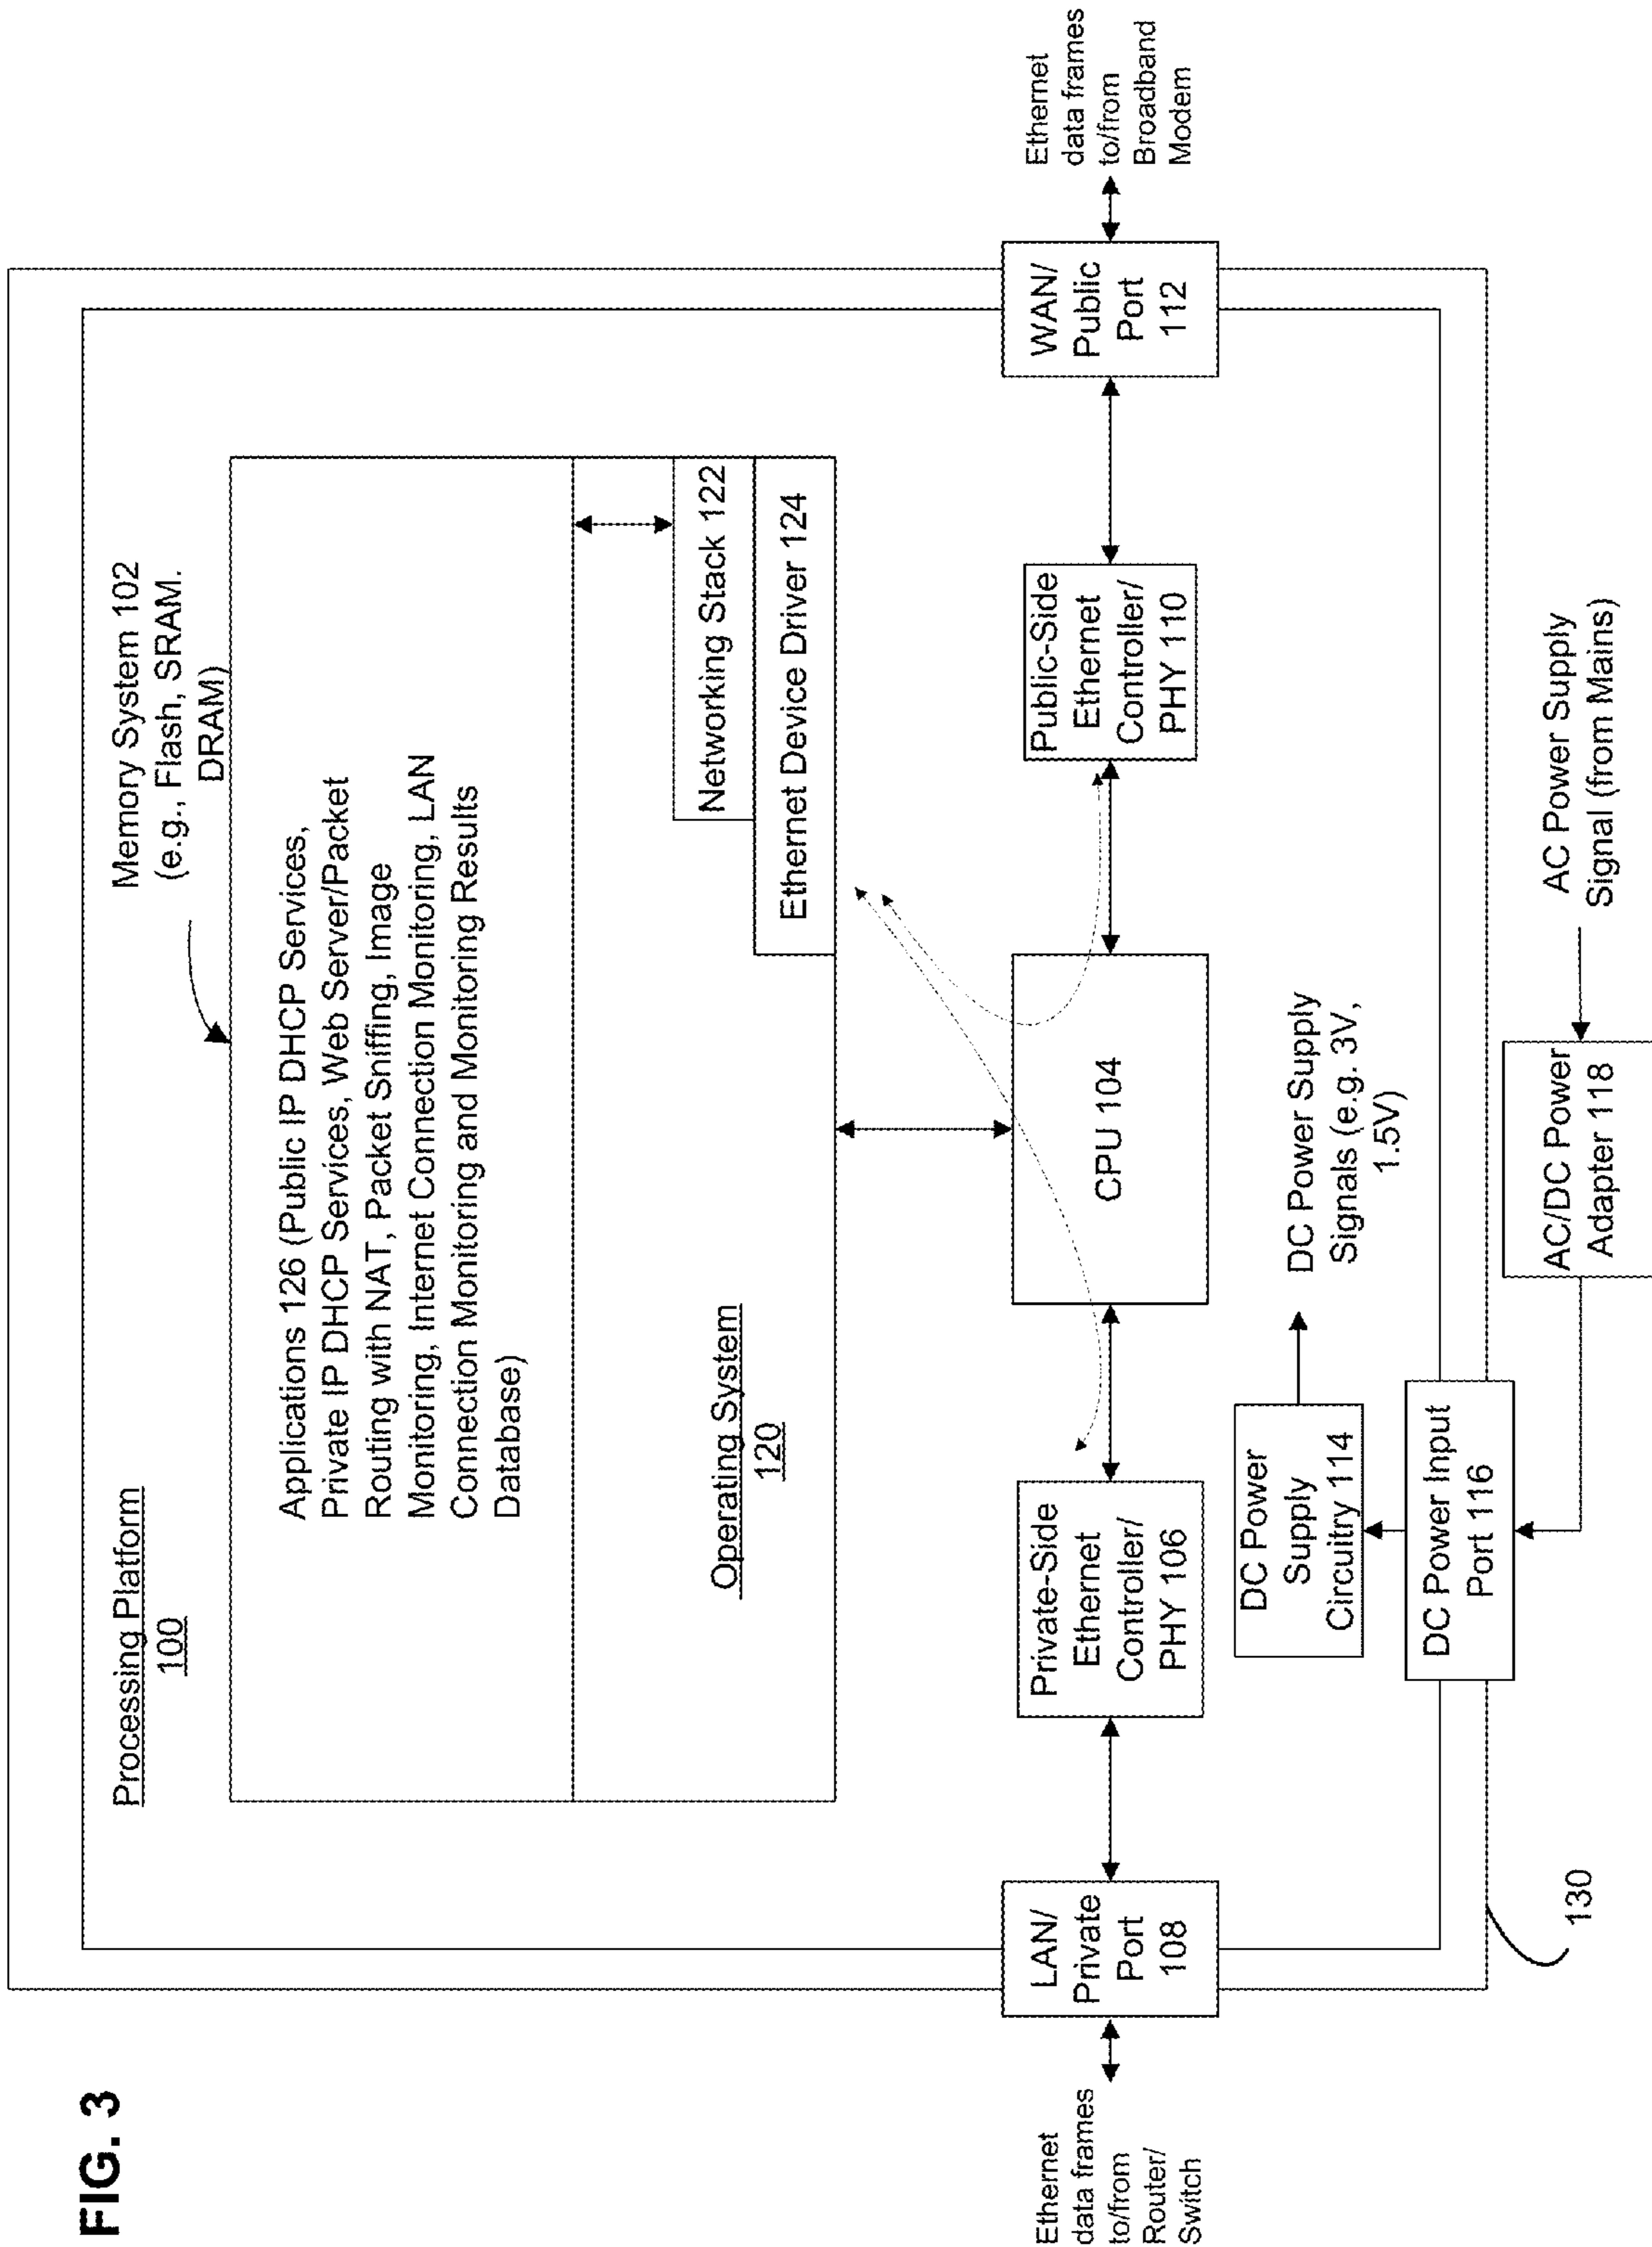 FIG. 3
Processing Platform
100
Memory System 102
(e.g., Flash, SRAM.
DRAM)
Applications 126 (Public IP DHCP Services,
Private IP DHCP Services, Web Server/Packet
Routing with NAT, Packet Sniffing, Image
Monitoring, Internet Connection Monitoring, LAN
Connection Monitoring and Monitoring Results
Database)
Operating System
120
Networking Stack 122
Ethernet Device Driver 124
Ethernet
data frames
to/from
Router/
Switch
LAN/
Private
Port
108
Private-Side
Ethernet
Controller/
PHY 106
CPU 104
Public-Side
Ethernet
Controller/
PHY 110
WAN/
Public
Port
112
Ethernet
data frames
to/from
Broadband
Modem
DC Power
Supply
Circuitry 114
DC Power Supply
Signals (e.g. 3V,
1.5V)
DC Power Input
Port 116
AC/DC Power
Adapter 118
AC Power Supply
Signal (from Mains)
130